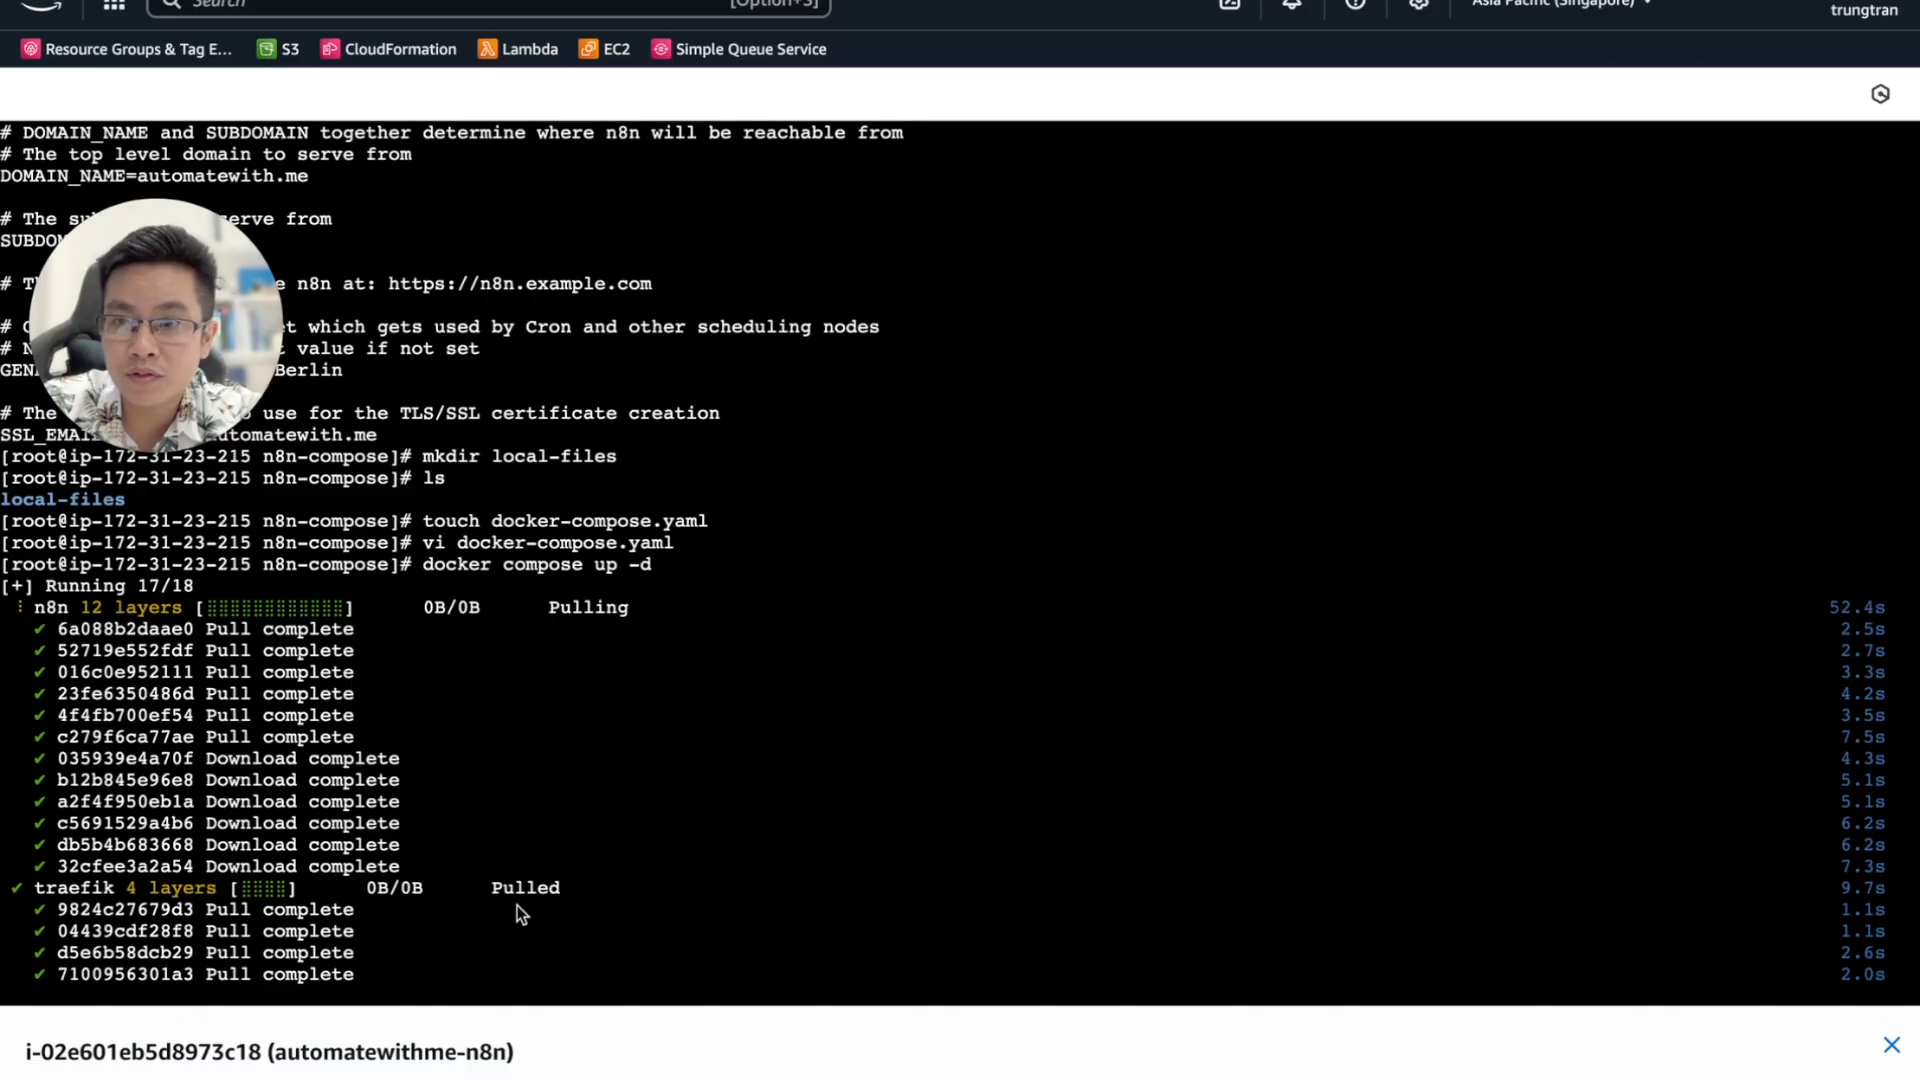 Search
[Option+S]
Asia Pacific (Singapore)
trungtran
Resource Groups & Tag E... S3 CloudFormation Lambda EC2 Simple Queue Service
# DOMAIN_NAME and SUBDOMAIN together determine where n8n will be reachable from
# The top level domain to serve from
DOMAIN_NAME=automatewith.me
# The su serve from
SUBDOM
# T n8n at: https://n8n.example.com
# which gets used by Cron and other scheduling nodes
# N value if not set
GEN Berlin
# The use for the TLS/SSL certificate creation
SSL_EMAI utomatewith.me
[root@ip-172-31-23-215 n8n-compose]# mkdir local-files
[root@ip-172-31-23-215 n8n-compose]# ls
local-files
[root@ip-172-31-23-215 n8n-compose]# touch docker-compose.yaml
[root@ip-172-31-23-215 n8n-compose]# vi docker-compose.yaml
[root@ip-172-31-23-215 n8n-compose]# docker compose up -d
[+] Running 17/18
n8n 12 layers [⣿⣿⣿⣿⣿⣿⣿⣿⣿⣿⣿⣿] 0B/0B Pulling 52.4s
✔ 6a088b2daae0 Pull complete 2.5s
✔ 52719e552fdf Pull complete 2.7s
✔ 016c0e952111 Pull complete 3.3s
✔ 23fe6350486d Pull complete 4.2s
✔ 4f4fb700ef54 Pull complete 3.5s
✔ c279f6ca77ae Pull complete 7.5s
✔ 035939e4a70f Download complete 4.3s
✔ b12b845e96e8 Download complete 5.1s
✔ a2f4f950eb1a Download complete 5.1s
✔ c5691529a4b6 Download complete 6.2s
✔ db5b4b683668 Download complete 6.2s
✔ 32cfee3a2a54 Download complete 7.3s
✔ traefik 4 layers [⣿⣿⣿⣿] 0B/0B Pulled 9.7s
✔ 9824c27679d3 Pull complete 1.1s
✔ 04439cdf28f8 Pull complete 1.1s
✔ d5e6b58dcb29 Pull complete 2.6s
✔ 7100956301a3 Pull complete 2.0s
i-02e601eb5d8973c18 (automatewithme-n8n)